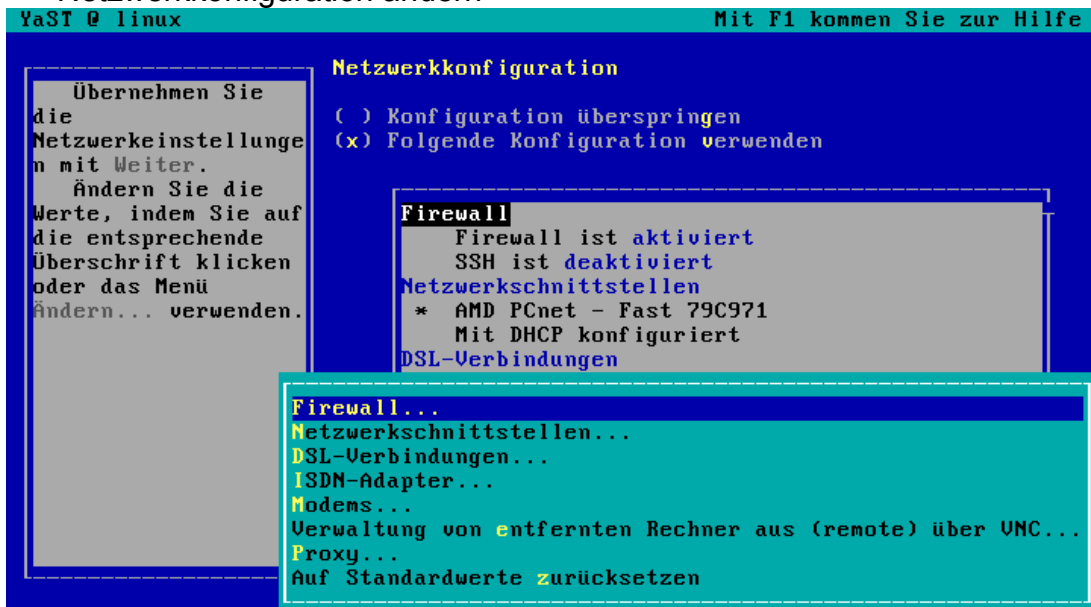 Netzwerkkonfiguration ändern
YaST @ linux Mit F1 kommen Sie zur Hilfe
Netzwerkkonfiguration
Übernehmen Sie
die
Netzwerkeinstellunge
n mit Weiter.
Ändern Sie die
Werte, indem Sie auf
die entsprechende
Überschrift klicken
oder das Menü
Ändern... verwenden.
( ) Konfiguration überspringen
(x) Folgende Konfiguration verwenden
Firewall
Firewall ist aktiviert
SSH ist deaktiviert
Netzwerkschnittstellen
* AMD PCnet - Fast 79C971
Mit DHCP konfiguriert
DSL-Verbindungen
Firewall...
Netzwerkschnittstellen...
DSL-Verbindungen...
ISDN-Adapter...
Modems...
Verwaltung von entfernten Rechner aus (remote) über VNC...
Proxy...
Auf Standardwerte zurücksetzen